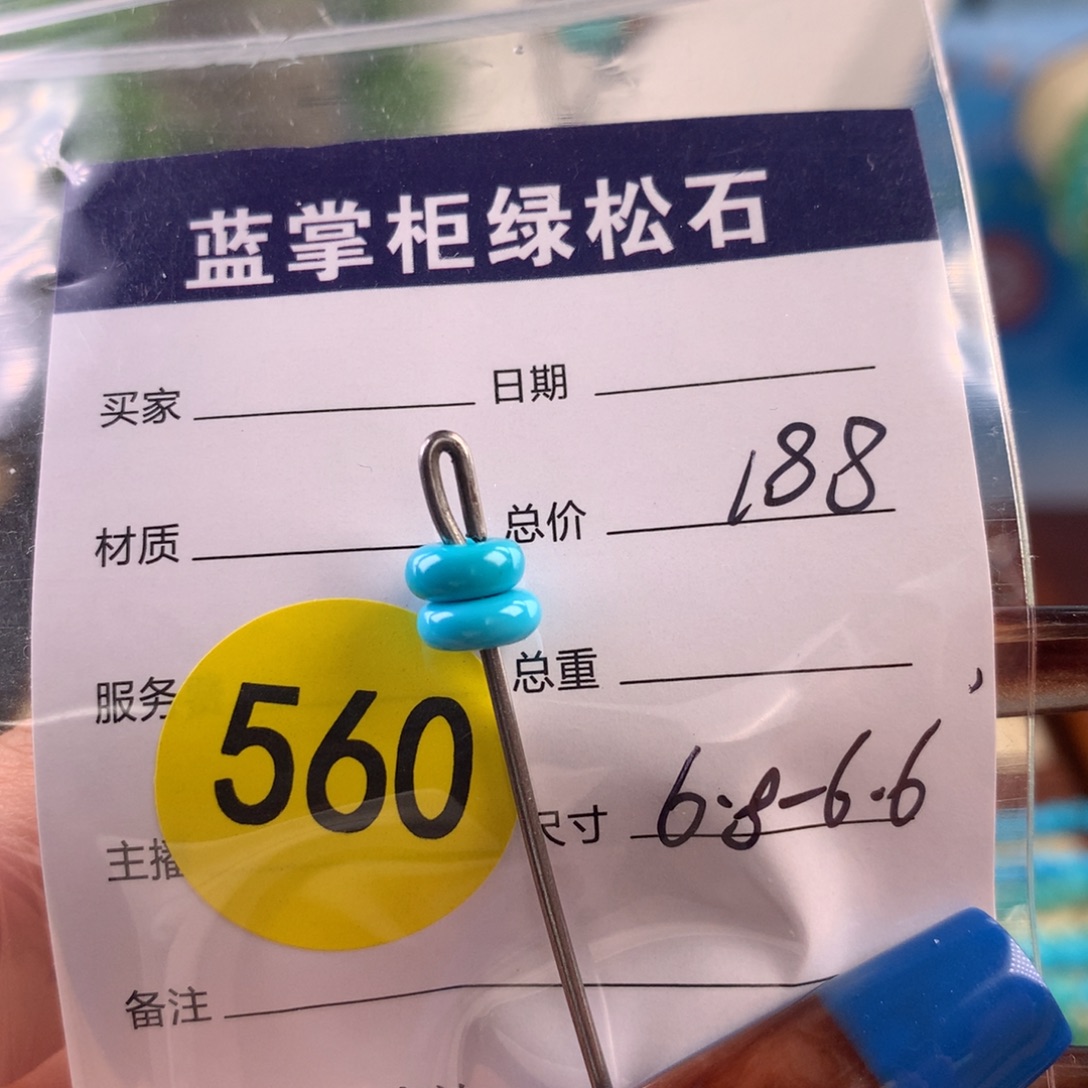 蓝掌柜绿松石
买家 日期
材质 总价 188
服务 总重
560
主播 尺寸 6.8-6.6
备注